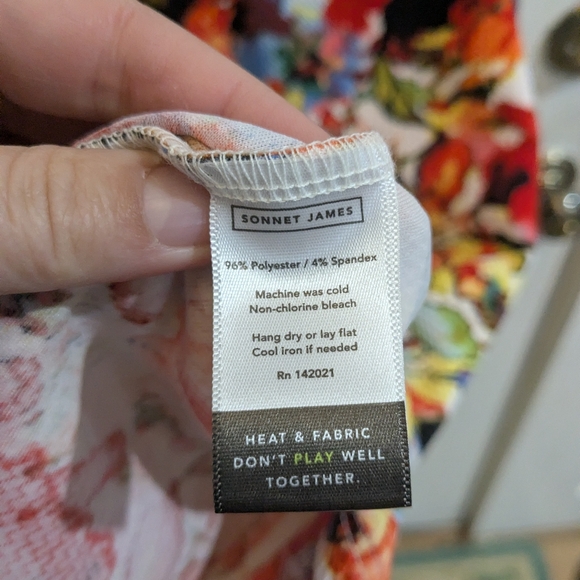 SONNET JAMES
96% Polyester / 4% Spandex
Machine was cold
Non-chlorine bleach
Hang dry or lay flat
Cool iron if needed
Rn 142021
HEAT & FABRIC
DON'T PLAY WELL
TOGETHER.